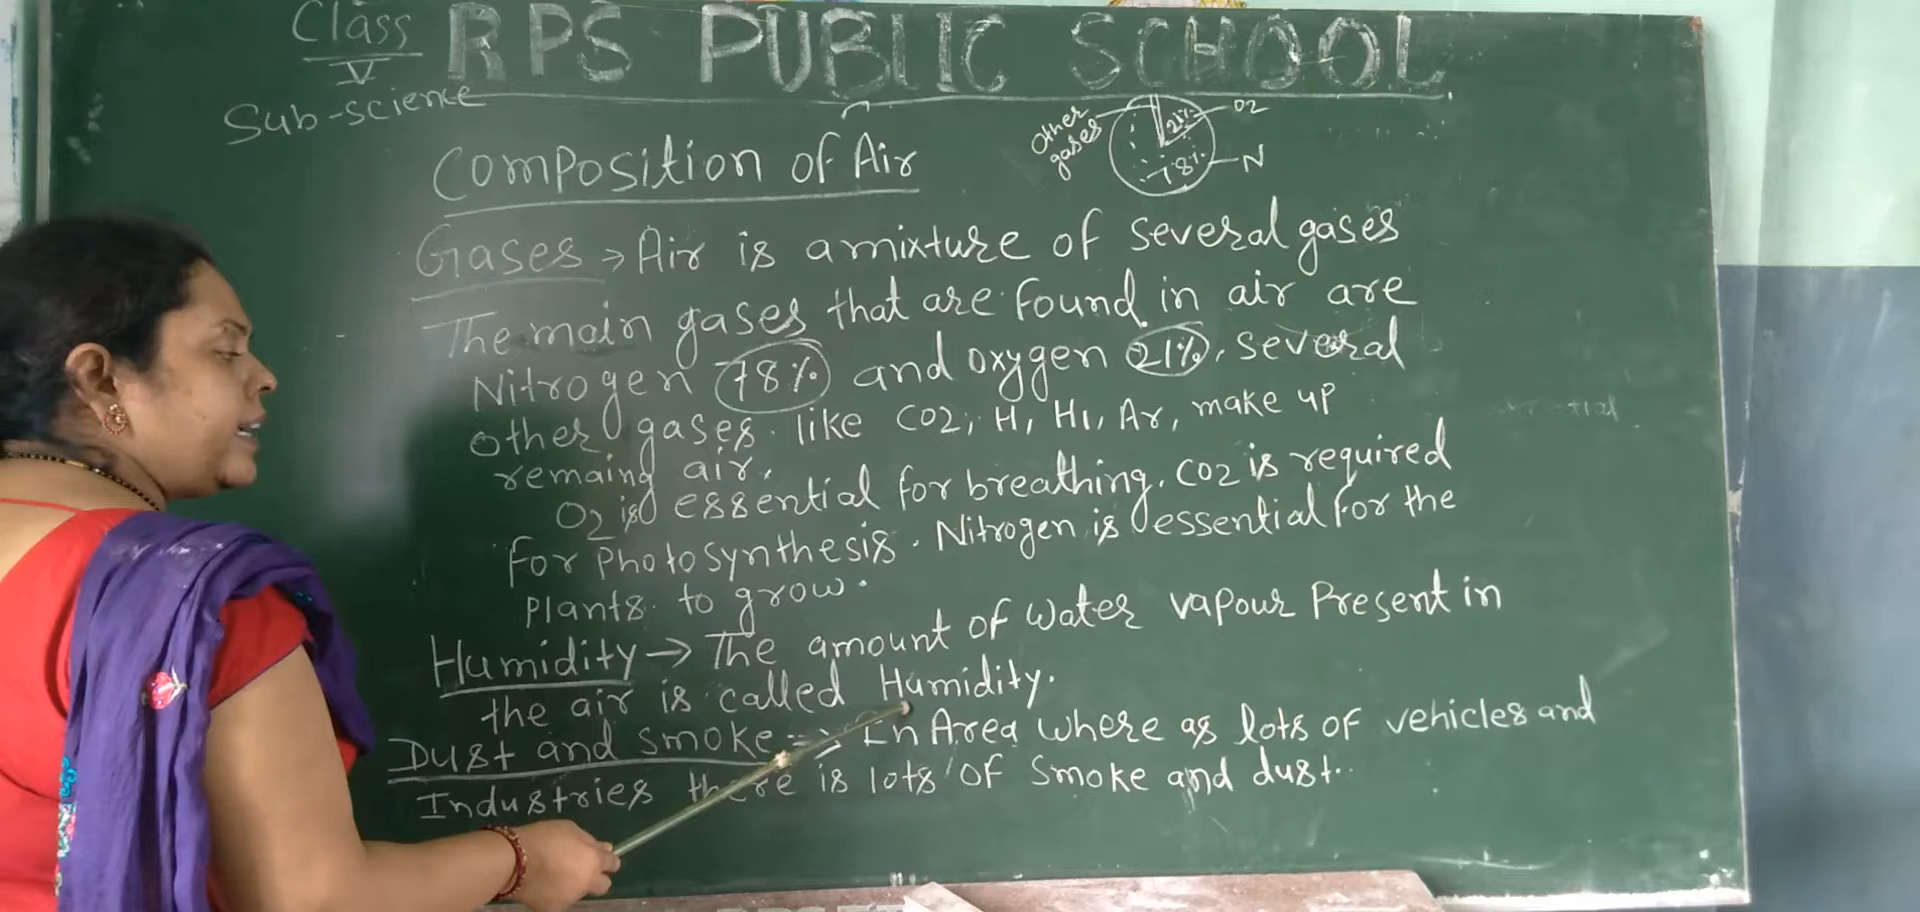 Class
V
RPS PUBLIC SCHOOL
Sub-science
Composition of Air
Other gases
21%
O2
78%
N
Gases → Air is a mixture of several gases
The main gases that are found in air are
Nitrogen 78% and oxygen 21%, several
Other gases like CO2, H, H1, Ar, make up
remaing air.
O2 is essential for breathing. CO2 is required
for Photosynthesis. Nitrogen is essential for the
Plants to grow.
Humidity → The amount of water vapour Present in
the air is called Humidity.
Dust and smoke → In Area where as lots of vehicles and
Industries there is lots of smoke and dust.